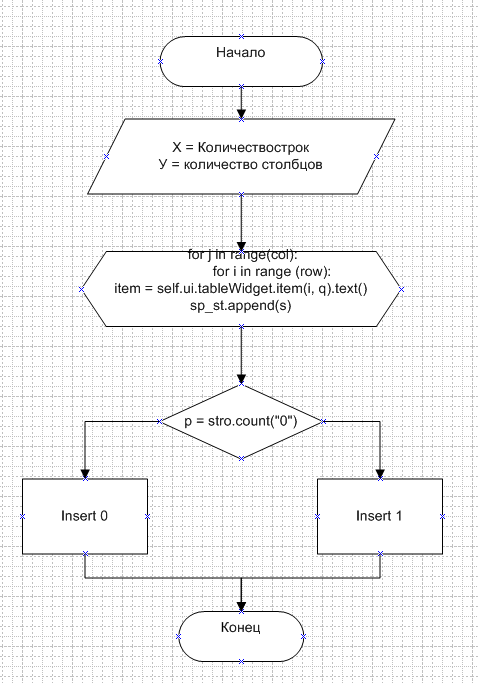 Начало
X = Количествострок
У = количество столбцов
for j in range(col):
for i in range (row):
item = self.ui.tableWidget.item(i, q).text()
sp_st.append(s)
p = stro.count("0")
Insert 0
Insert 1
Конец